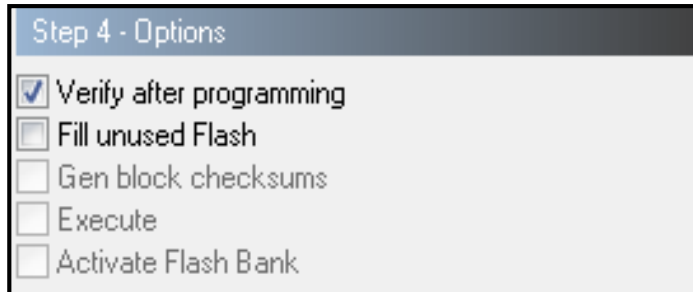 Step 4 - Options
Verify after programming
Fill unused Flash
Gen block checksums
Execute
Activate Flash Bank